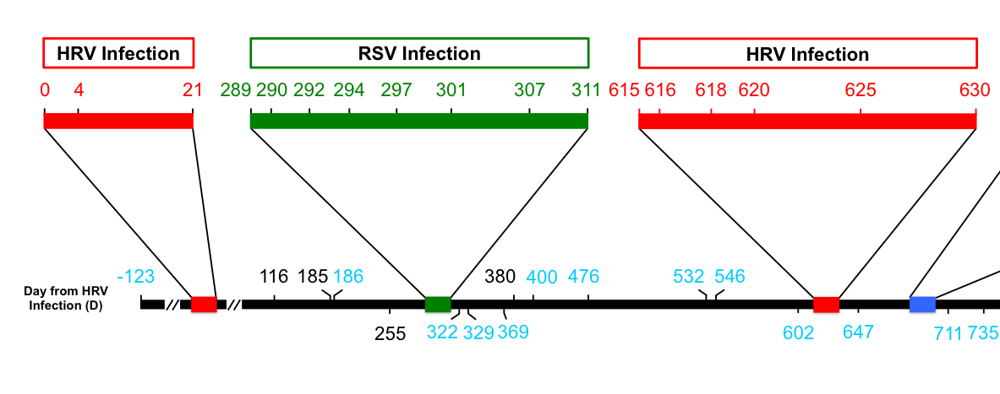 HRV Infection RSV Infection HRV Infection
0 4 21 289 290 292 294 297 301 307 311 615 616 618 620 625 630
-123 116 185 186 380 400 476 532 546
Day from HRV
Infection (D)
255 322 329 369 602 647 711 735